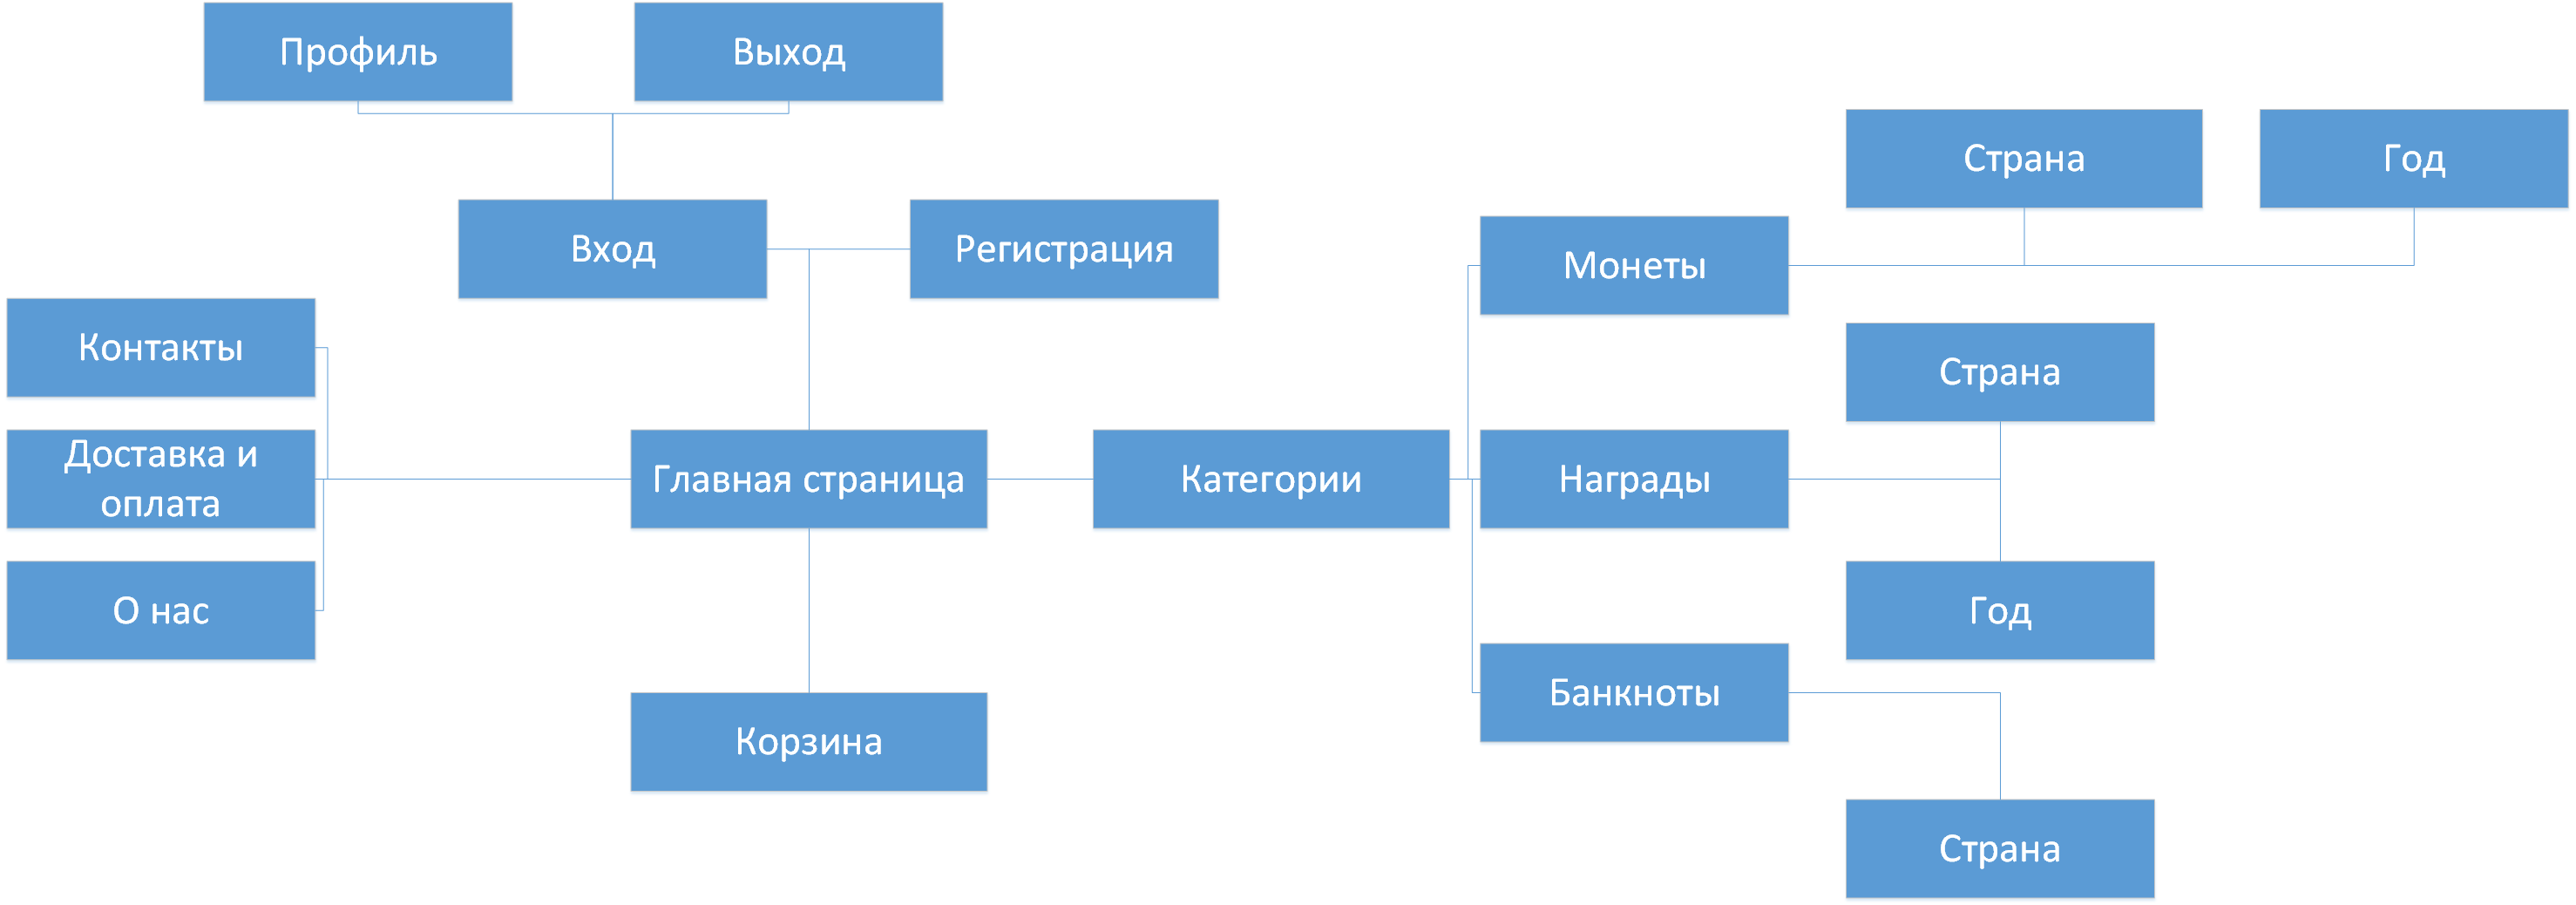 Профиль
Выход
Страна
Год
Вход
Регистрация
Монеты
Контакты
Страна
Доставка и
оплата
Главная страница
Категории
Награды
О нас
Год
Банкноты
Корзина
Страна